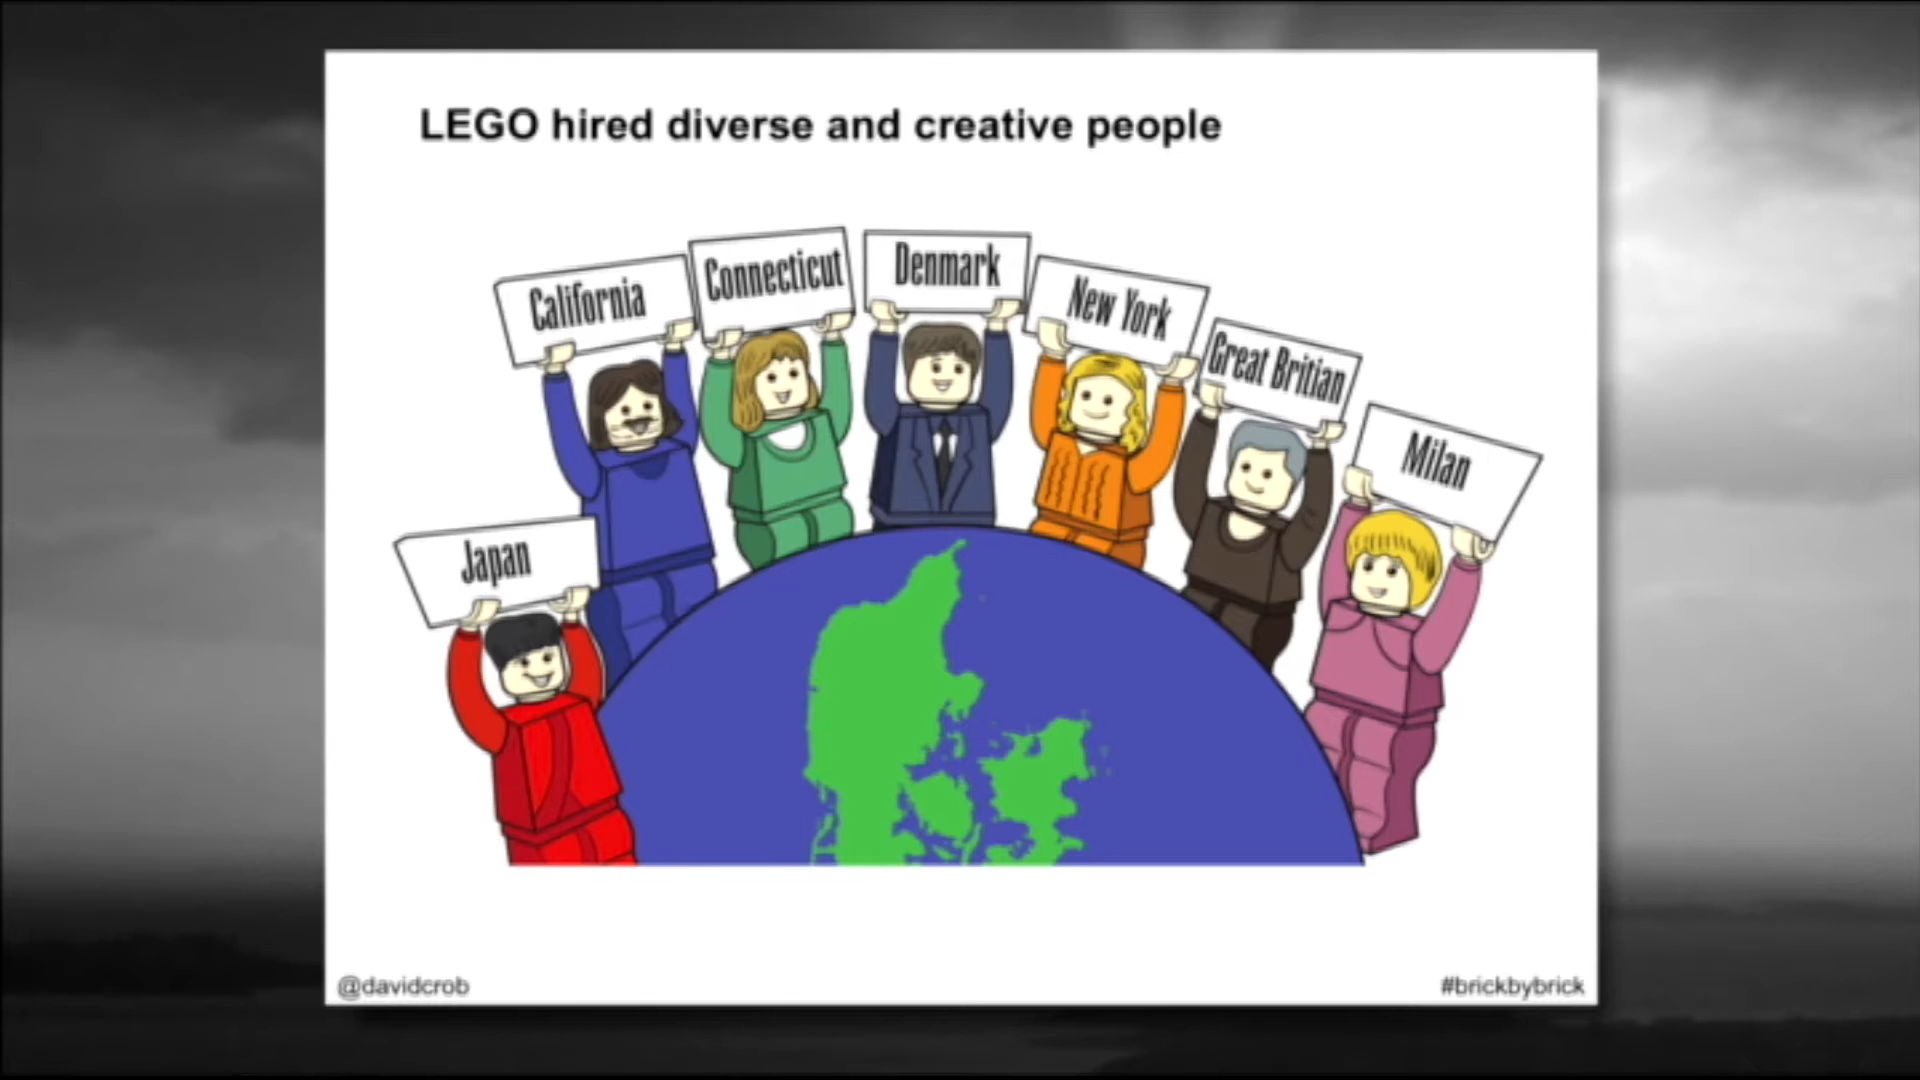 LEGO hired diverse and creative people
California
Connecticut
Denmark
New York
Great Britian
Milan
Japan
@davidcrob
#brickbybrick